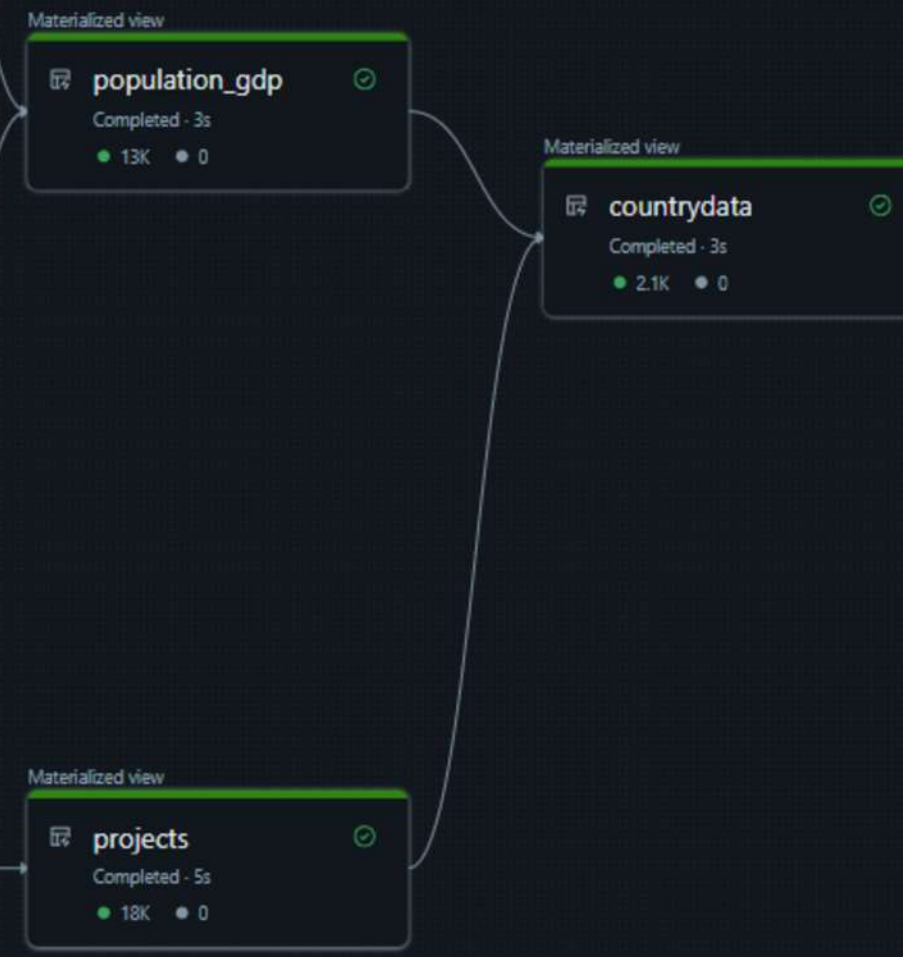 Materialized view
population_gdp
Completed · 3s
13K 0
Materialized view
countrydata
Completed · 3s
2.1K 0
Materialized view
projects
Completed · 5s
18K 0